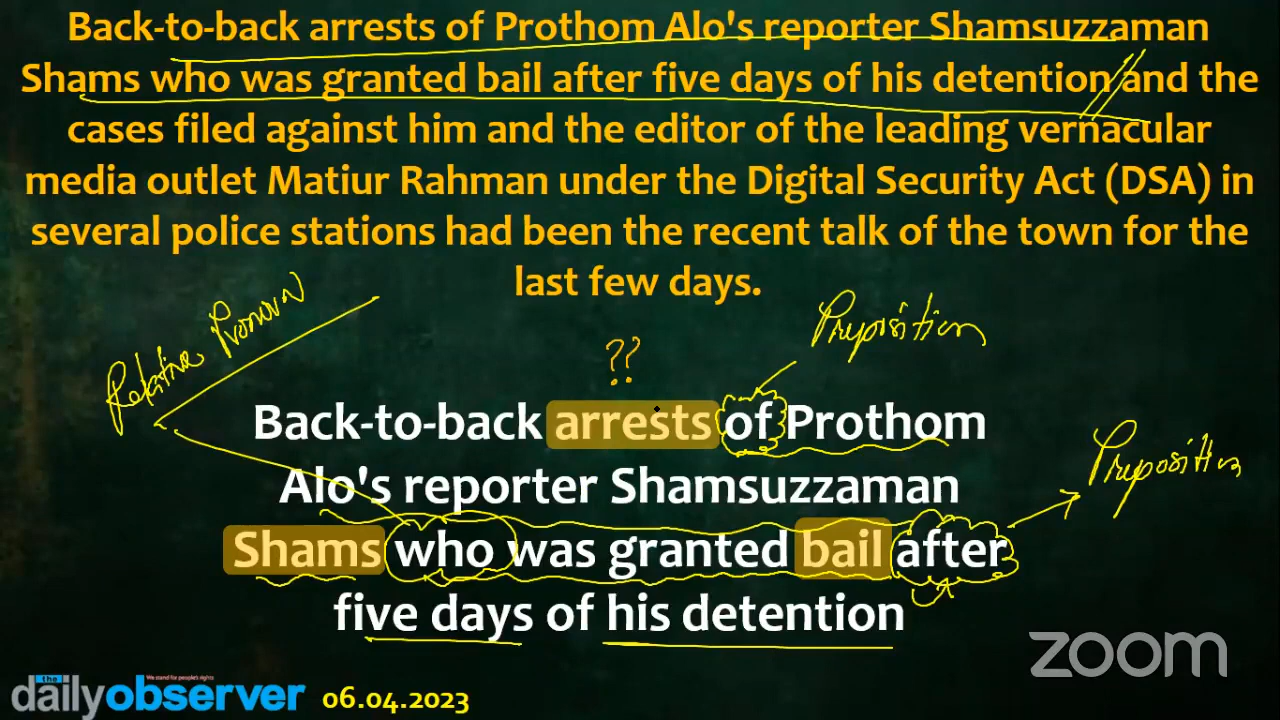 Back-to-back arrests of Prothom Alo's reporter Shamsuzzaman
Shams who was granted bail after five days of his detention and the
cases filed against him and the editor of the leading vernacular
media outlet Matiur Rahman under the Digital Security Act (DSA) in
several police stations had been the recent talk of the town for the
last few days.
Relative Pronoun
??
Preposition
Back-to-back arrests of Prothom
Alo's reporter Shamsuzzaman
Preposition
Shams who was granted bail after
five days of his detention
zoom
the
We stand for people's rights
dailyobserver
06.04.2023